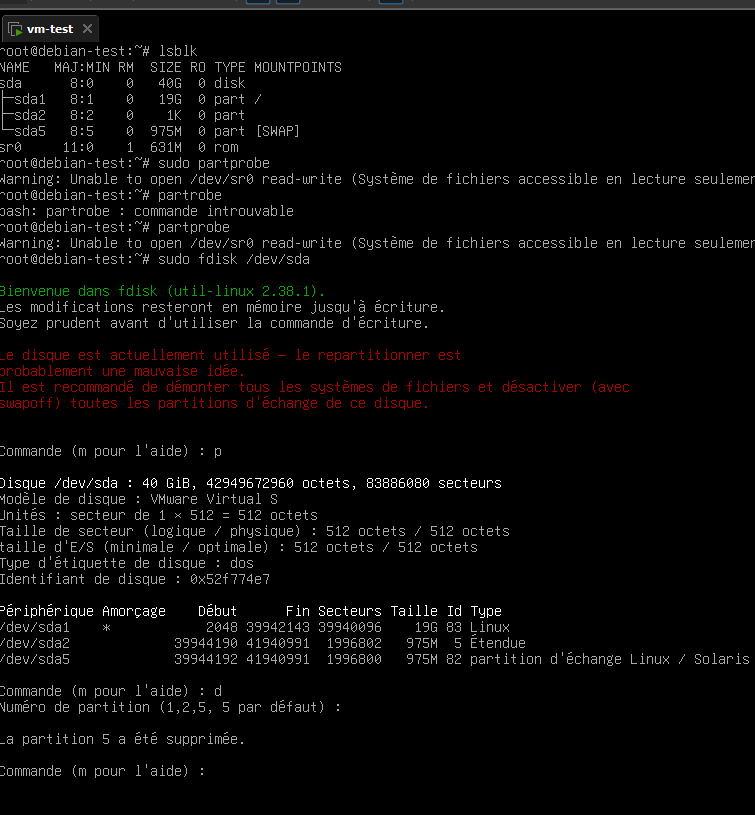 vm-test
root@debian-test:~# lsblk
NAME MAJ:MIN RM SIZE RO TYPE MOUNTPOINTS
sda 8:0 0 40G 0 disk
├─sda1 8:1 0 19G 0 part /
├─sda2 8:2 0 1K 0 part
└─sda5 8:5 0 975M 0 part [SWAP]
sr0 11:0 1 631M 0 rom
root@debian-test:~# sudo partprobe
Warning: Unable to open /dev/sr0 read-write (Système de fichiers accessible en lecture seulemen
root@debian-test:~# partrobe
bash: partrobe : commande introuvable
root@debian-test:~# partprobe
Warning: Unable to open /dev/sr0 read-write (Système de fichiers accessible en lecture seulemen
root@debian-test:~# sudo fdisk /dev/sda
Bienvenue dans fdisk (util-linux 2.38.1).
Les modifications resteront en mémoire jusqu'à écriture.
Soyez prudent avant d'utiliser la commande d'écriture.
Le disque est actuellement utilisé — le repartitionner est
probablement une mauvaise idée.
Il est recommandé de démonter tous les systèmes de fichiers et désactiver (avec
swapoff) toutes les partitions d'échange de ce disque.
Commande (m pour l'aide) : p
Disque /dev/sda : 40 GiB, 42949672960 octets, 83886080 secteurs
Modèle de disque : VMware Virtual S
Unités : secteur de 1 × 512 = 512 octets
Taille de secteur (logique / physique) : 512 octets / 512 octets
taille d'E/S (minimale / optimale) : 512 octets / 512 octets
Type d'étiquette de disque : dos
Identifiant de disque : 0x52f774e7
Périphérique Amorçage Début Fin Secteurs Taille Id Type
/dev/sda1 * 2048 39942143 39940096 19G 83 Linux
/dev/sda2 39944190 41940991 1996802 975M 5 Étendue
/dev/sda5 39944192 41940991 1996800 975M 82 partition d'échange Linux / Solaris
Commande (m pour l'aide) : d
Numéro de partition (1,2,5, 5 par défaut) :
La partition 5 a été supprimée.
Commande (m pour l'aide) :